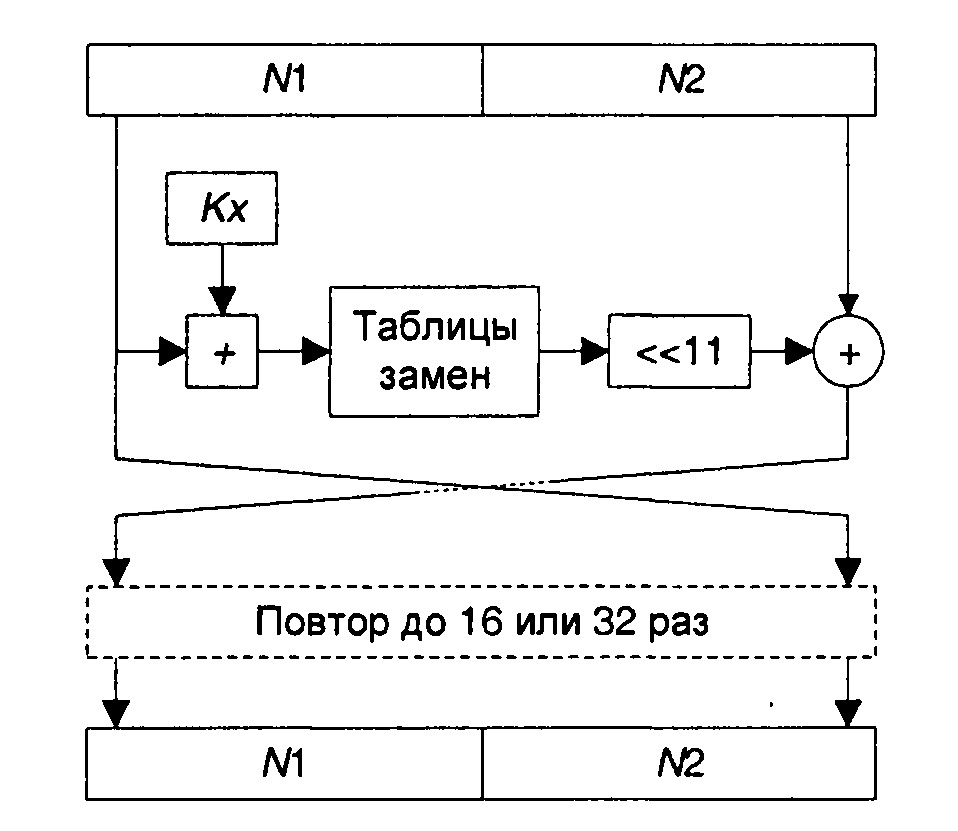 N1 N2
Kx
+
Таблицы
замен
<<11
+
Повтор до 16 или 32 раз
N1 N2